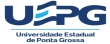 UEPG
Universidade Estadual
de Ponta Grossa